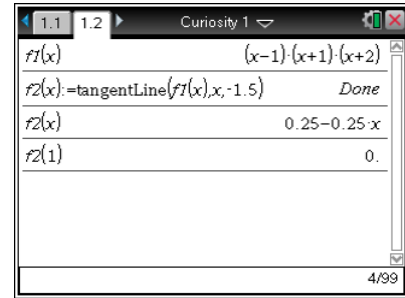 1.1 1.2 Curiosity 1
f1(x) (x−1)·(x+1)·(x+2)
f2(x):=tangentLine(f1(x),x,-1.5) Done
f2(x) 0.25−0.25·x
f2(1) 0.
4/99